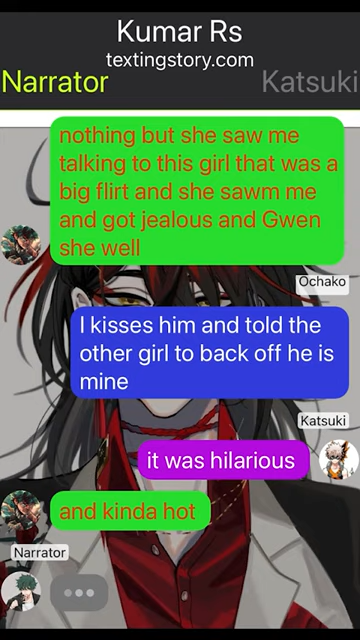 Kumar Rs
textingstory.com
Narrator Katsuki
nothing but she saw me
talking to this girl that was a
big flirt and she sawm me
and got jealous and Gwen
she well
Ochako
I kisses him and told the
other girl to back off he is
mine
Katsuki
it was hilarious
and kinda hot
Narrator